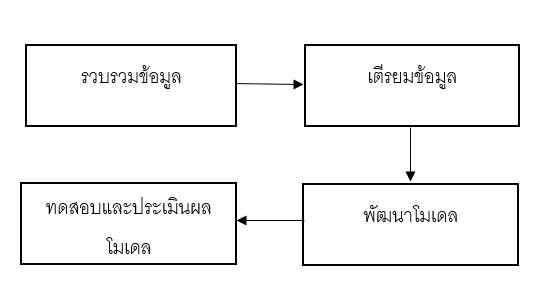 รวบรวมข้อมูล
เตรียมข้อมูล
พัฒนาโมเดล
ทดสอบและประเมินผล
โมเดล